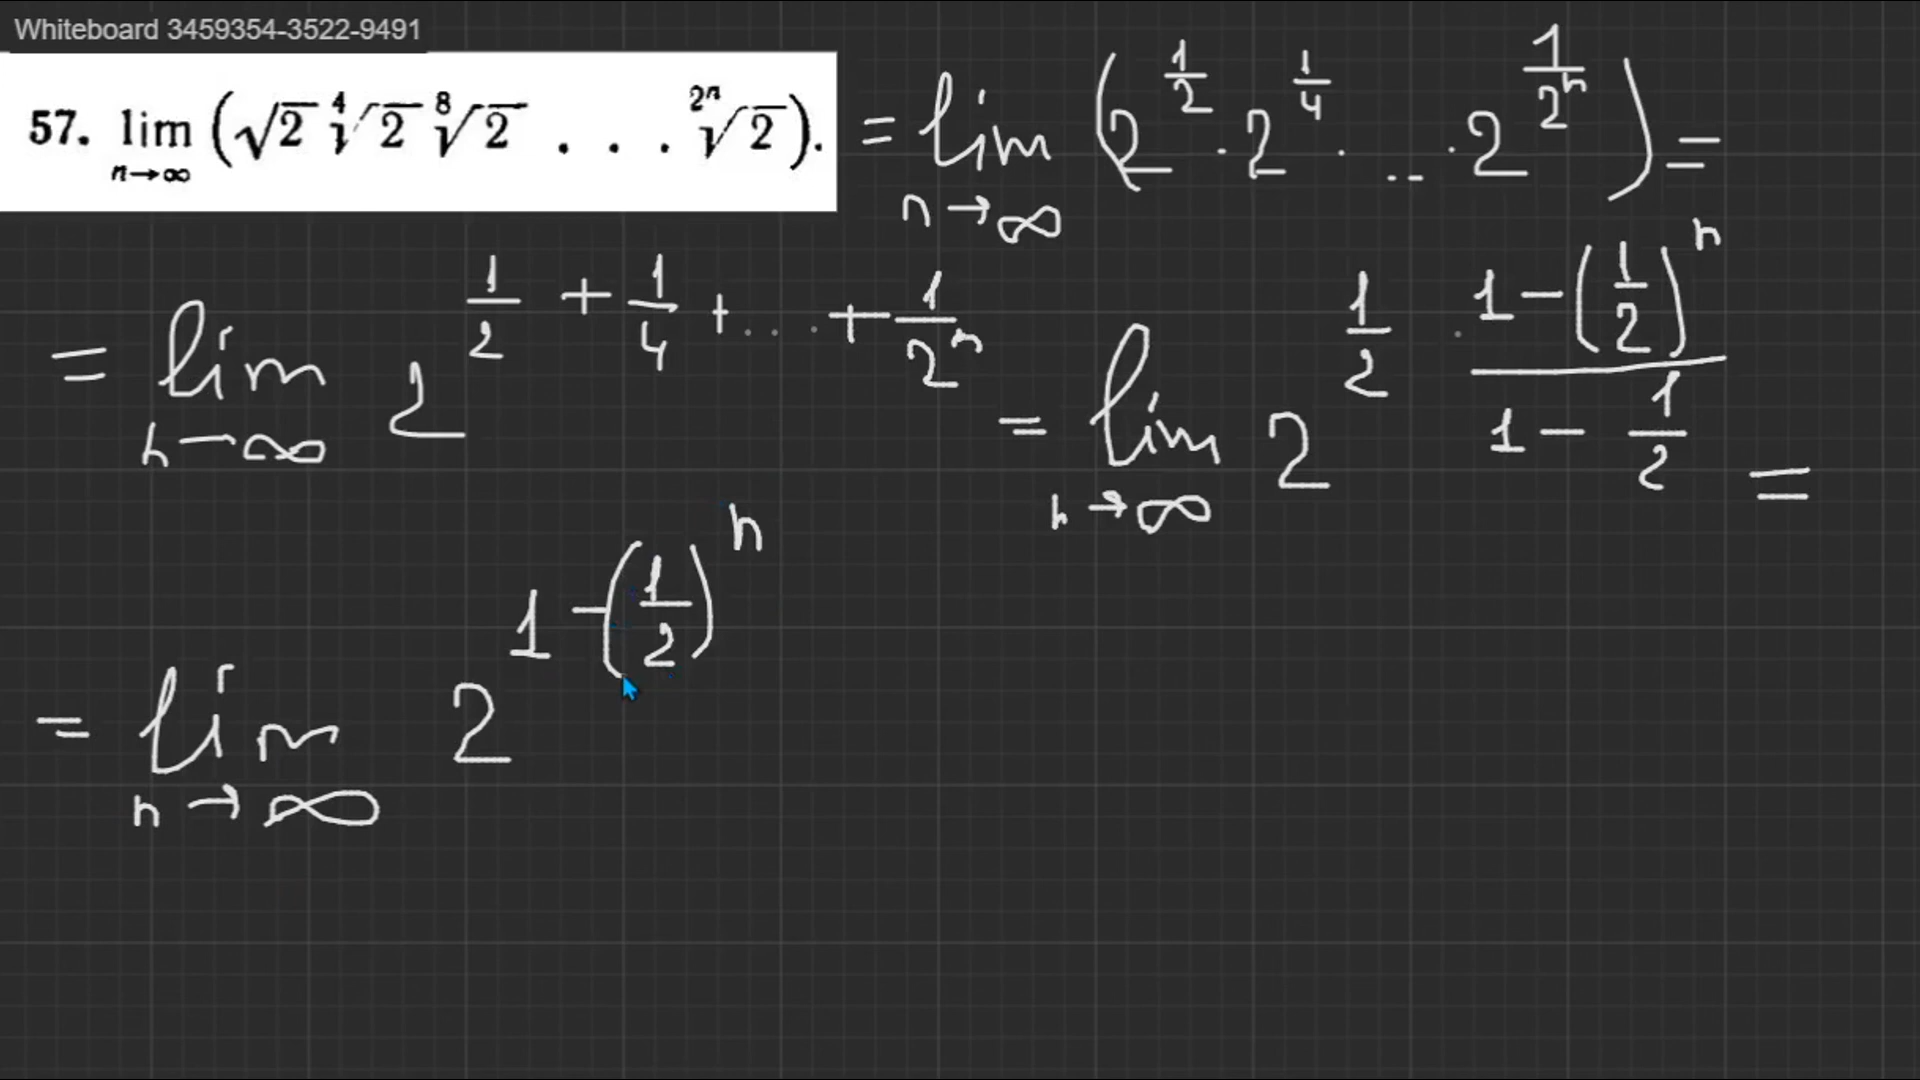 Whiteboard 3459354-3522-9491
57. lim_{n→∞} (√2 ⁴√2 ⁸√2 . . . ^{2ⁿ}√2). = lim_{n→∞} (2^{1/2} · 2^{1/4} · .. · 2^{1/2ⁿ}) =
= lim_{n→∞} 2^{1/2 + 1/4 + .... + 1/2ⁿ} = lim_{n→∞} 2^{1/2 · (1-(1/2)ⁿ)/(1-1/2)} =
= lim_{n→∞} 2^{1-(1/2)ⁿ}